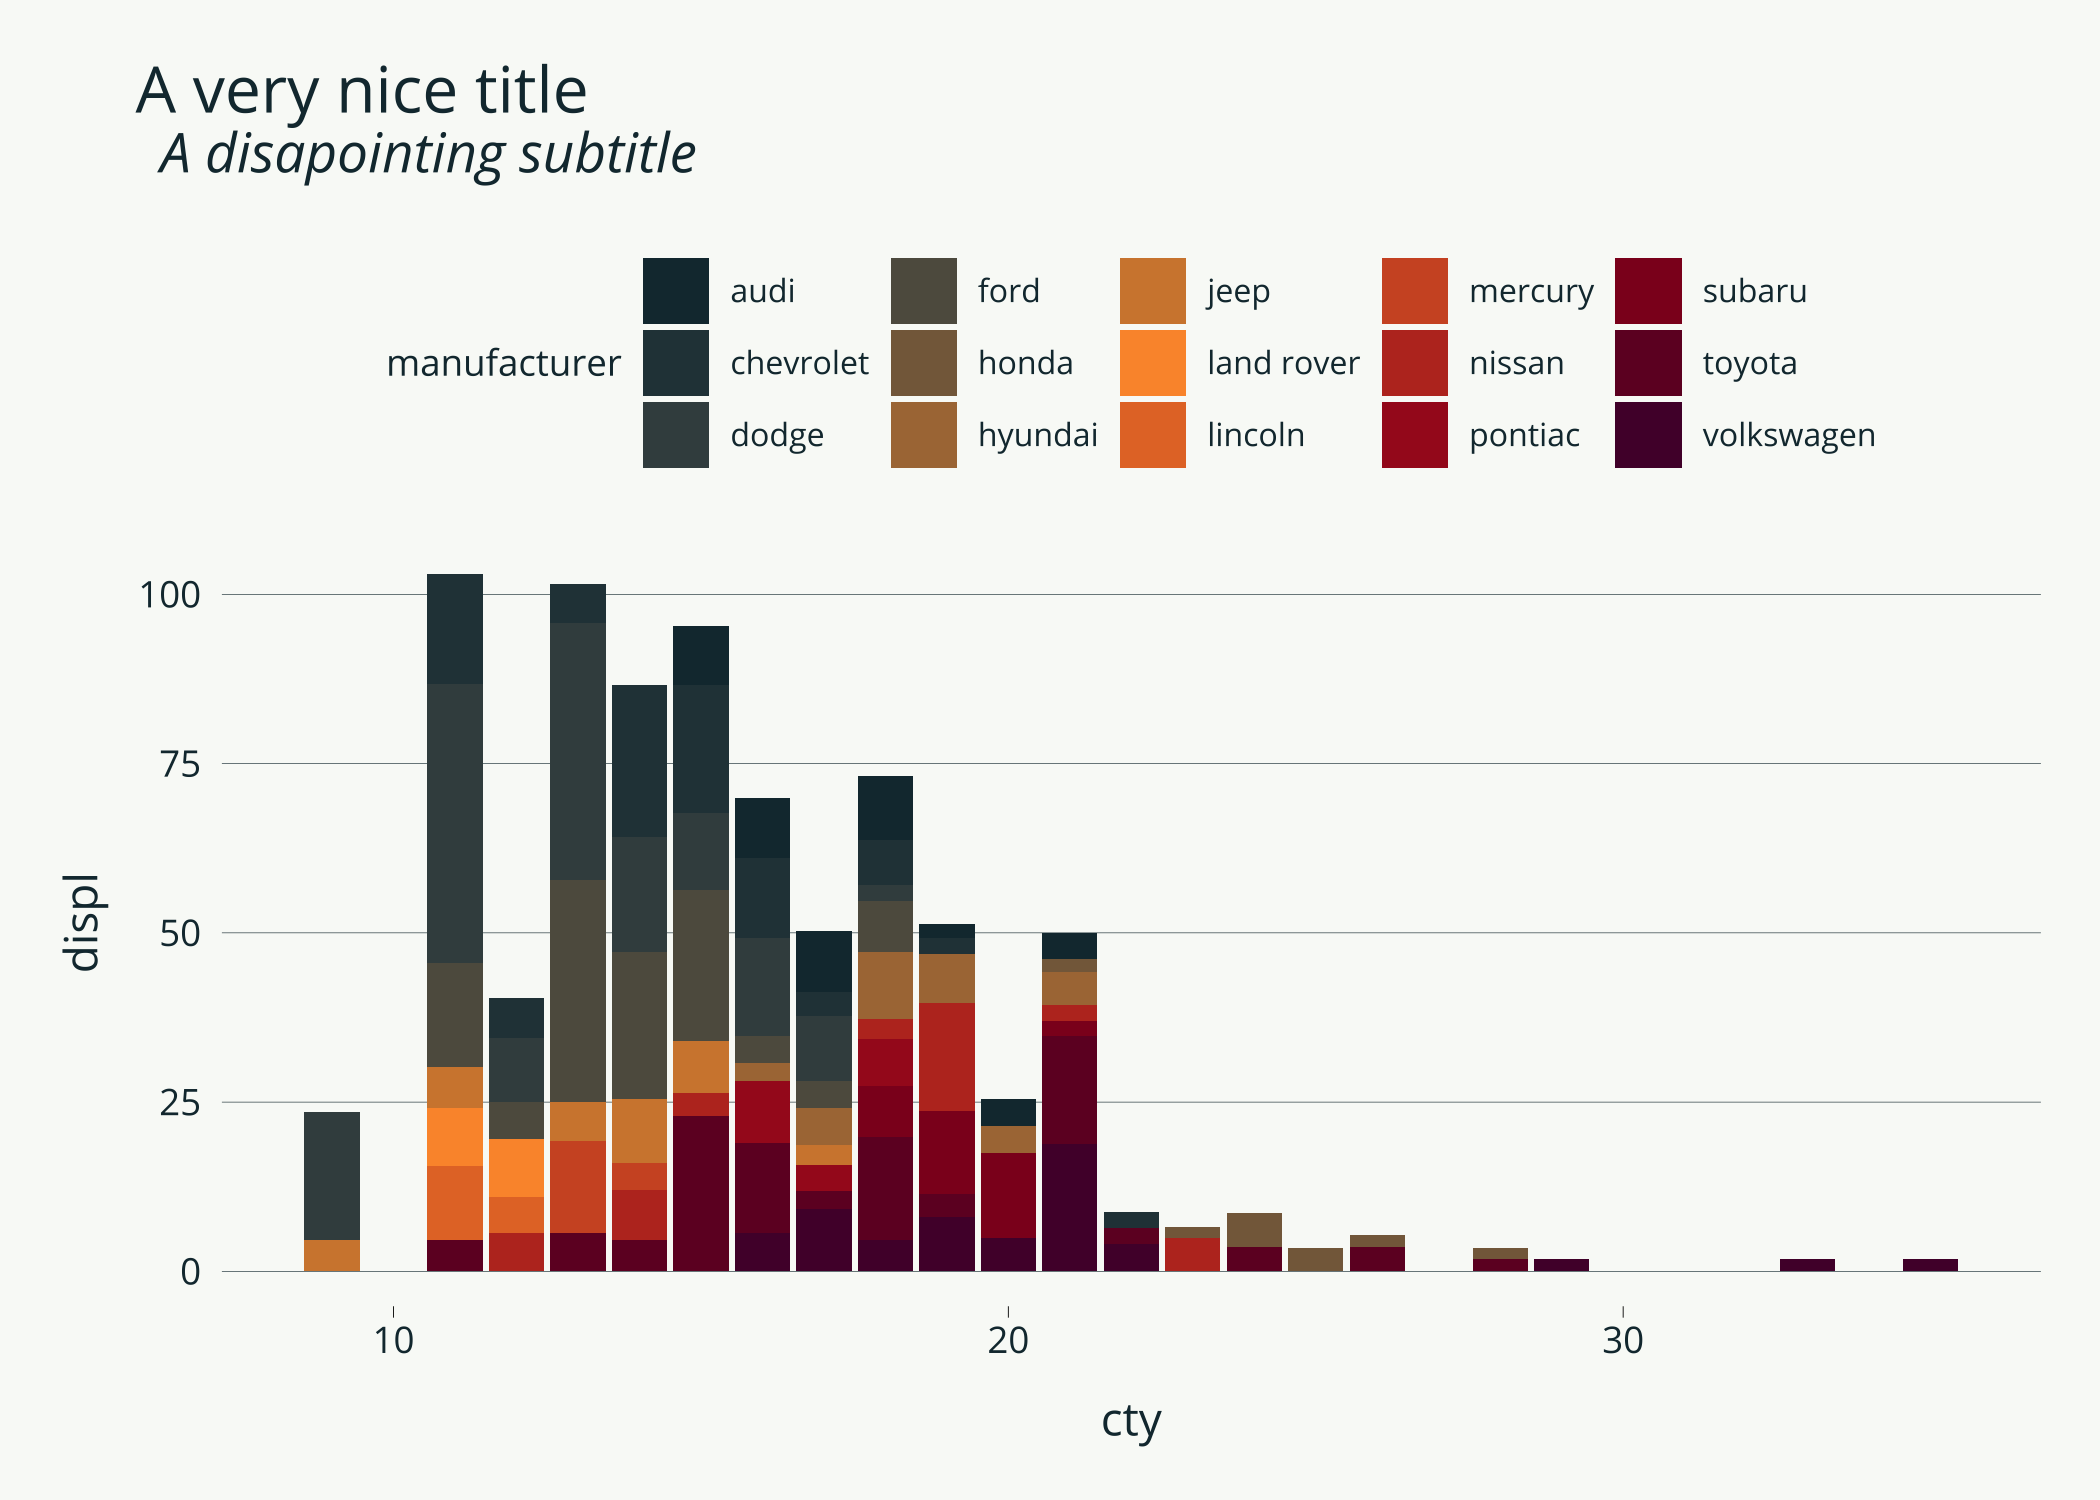 A very nice title
A disapointing subtitle
manufacturer
audi
chevrolet
dodge
ford
honda
hyundai
jeep
land rover
lincoln
mercury
nissan
pontiac
subaru
toyota
volkswagen
displ
100
75
50
25
0
10
20
30
cty